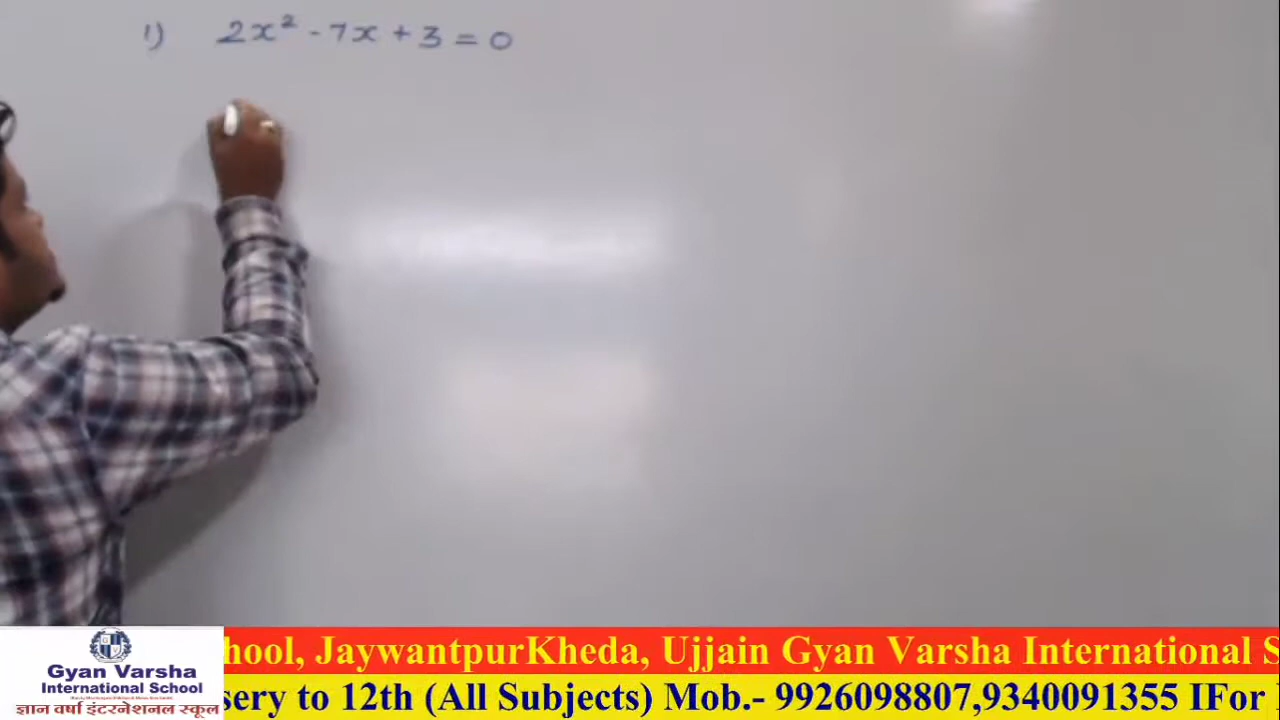 1) 2x² - 7x + 3 = 0
hool, JaywantpurKheda, Ujjain Gyan Varsha International S
Gyan Varsha
International School
ज्ञान वर्षा इंटरनेशनल स्कूल
sery to 12th (All Subjects) Mob.- 9926098807,9340091355 IFor